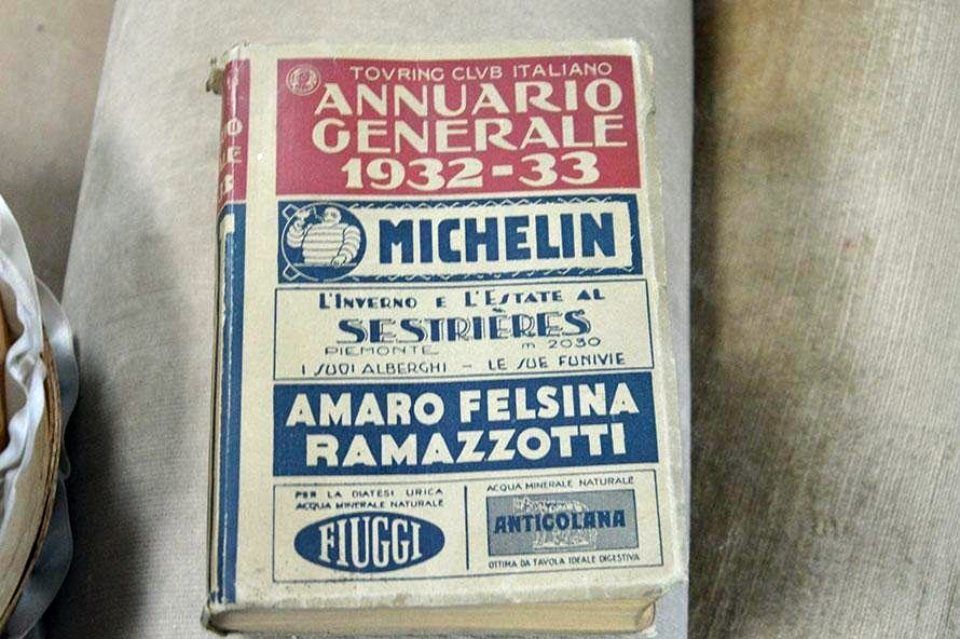 TOVRING CLVB ITALIANO
ANNUARIO
GENERALE
1932-33
MICHELIN
L'INVERNO E L'ESTATE AL
SESTRIÈRES
PIEMONTE m 2030
I SUOI ALBERGHI - LE SUE FUNIVIE
AMARO FELSINA
RAMAZZOTTI
PER LA DIATESI URICA
ACQUA MINERALE NATURALE
FIUGGI
ACQUA MINERALE NATURALE
ANTICOLANA
OTTIMA DA TAVOLA IDEALE DIGESTIVA